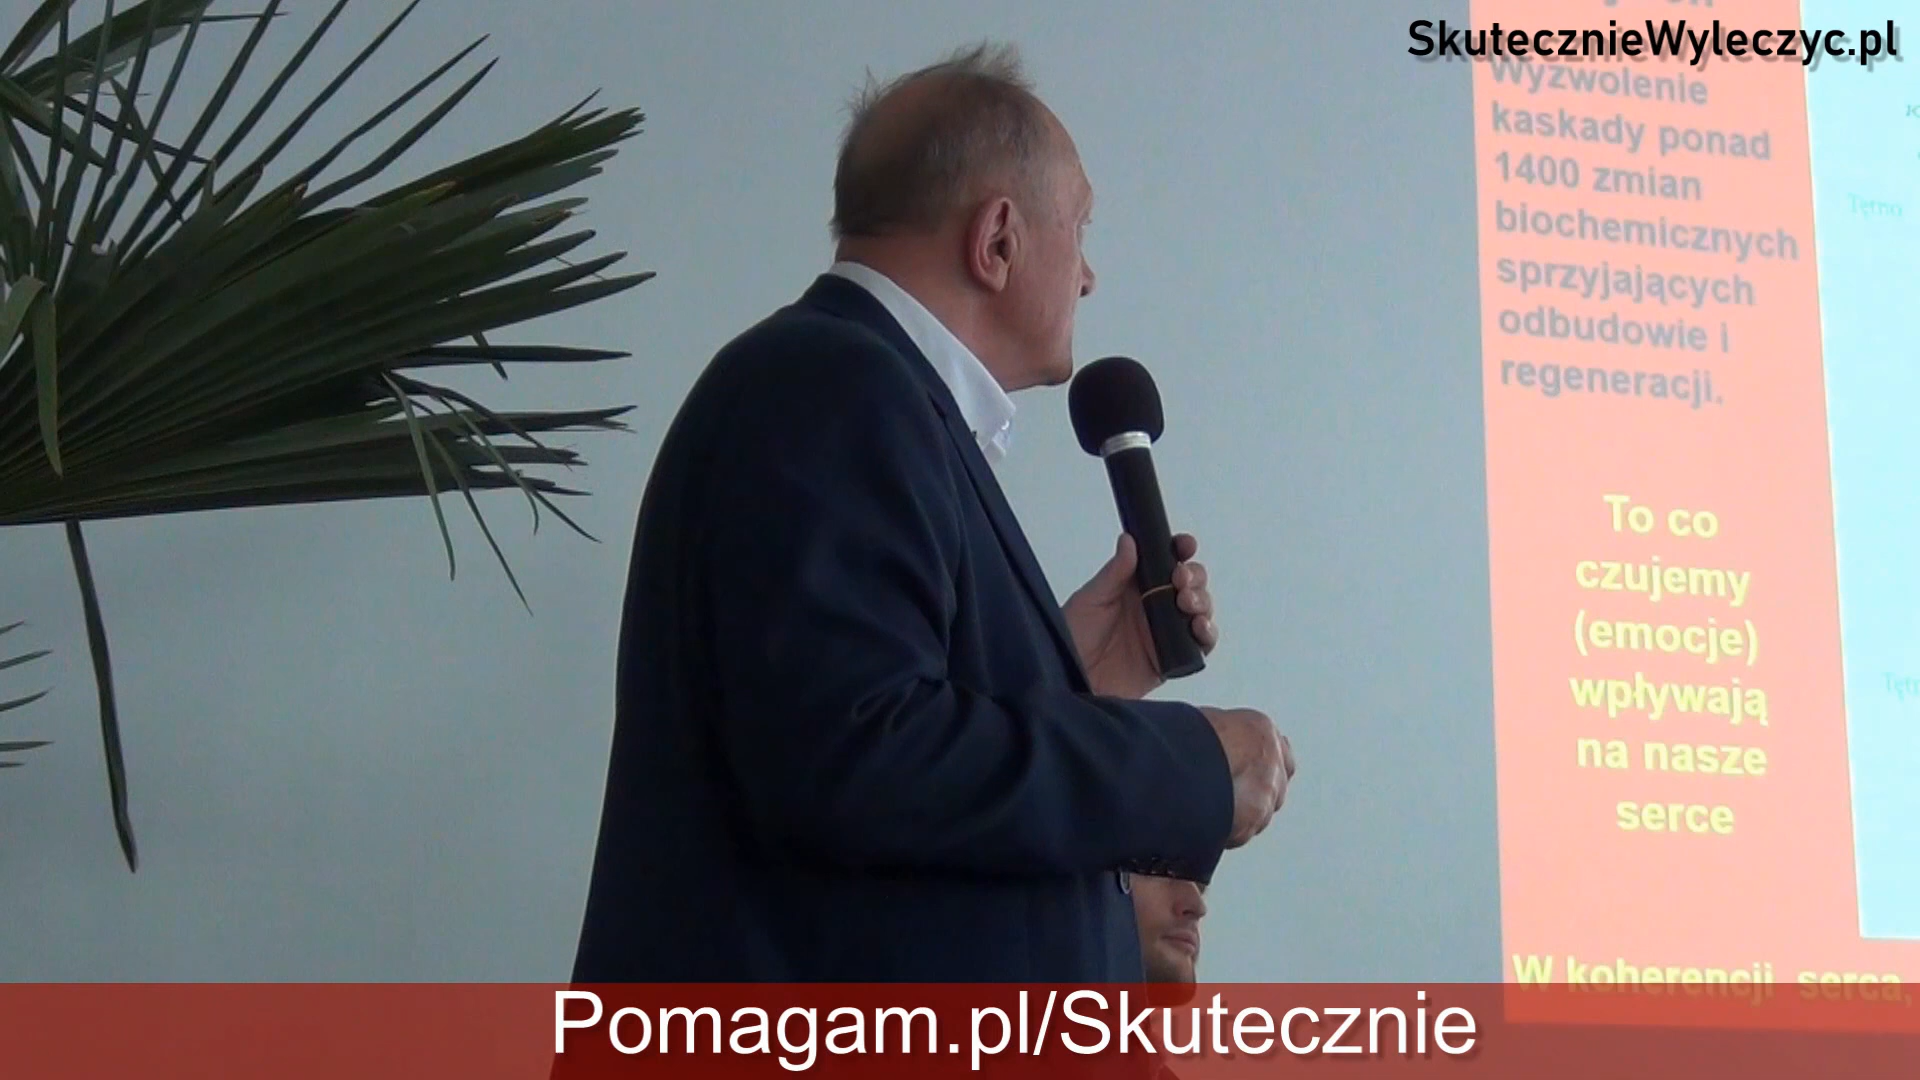 SkutecznieWyleczyc.pl
Wyzwolenie
kaskady ponad
1400 zmian
biochemicznych
sprzyjających
odbudowie i
regeneracji.
Tętno
To co
czujemy
(emocje)
wpływają
na nasze
serce
W koherencji serca,
Pomagam.pl/Skutecznie